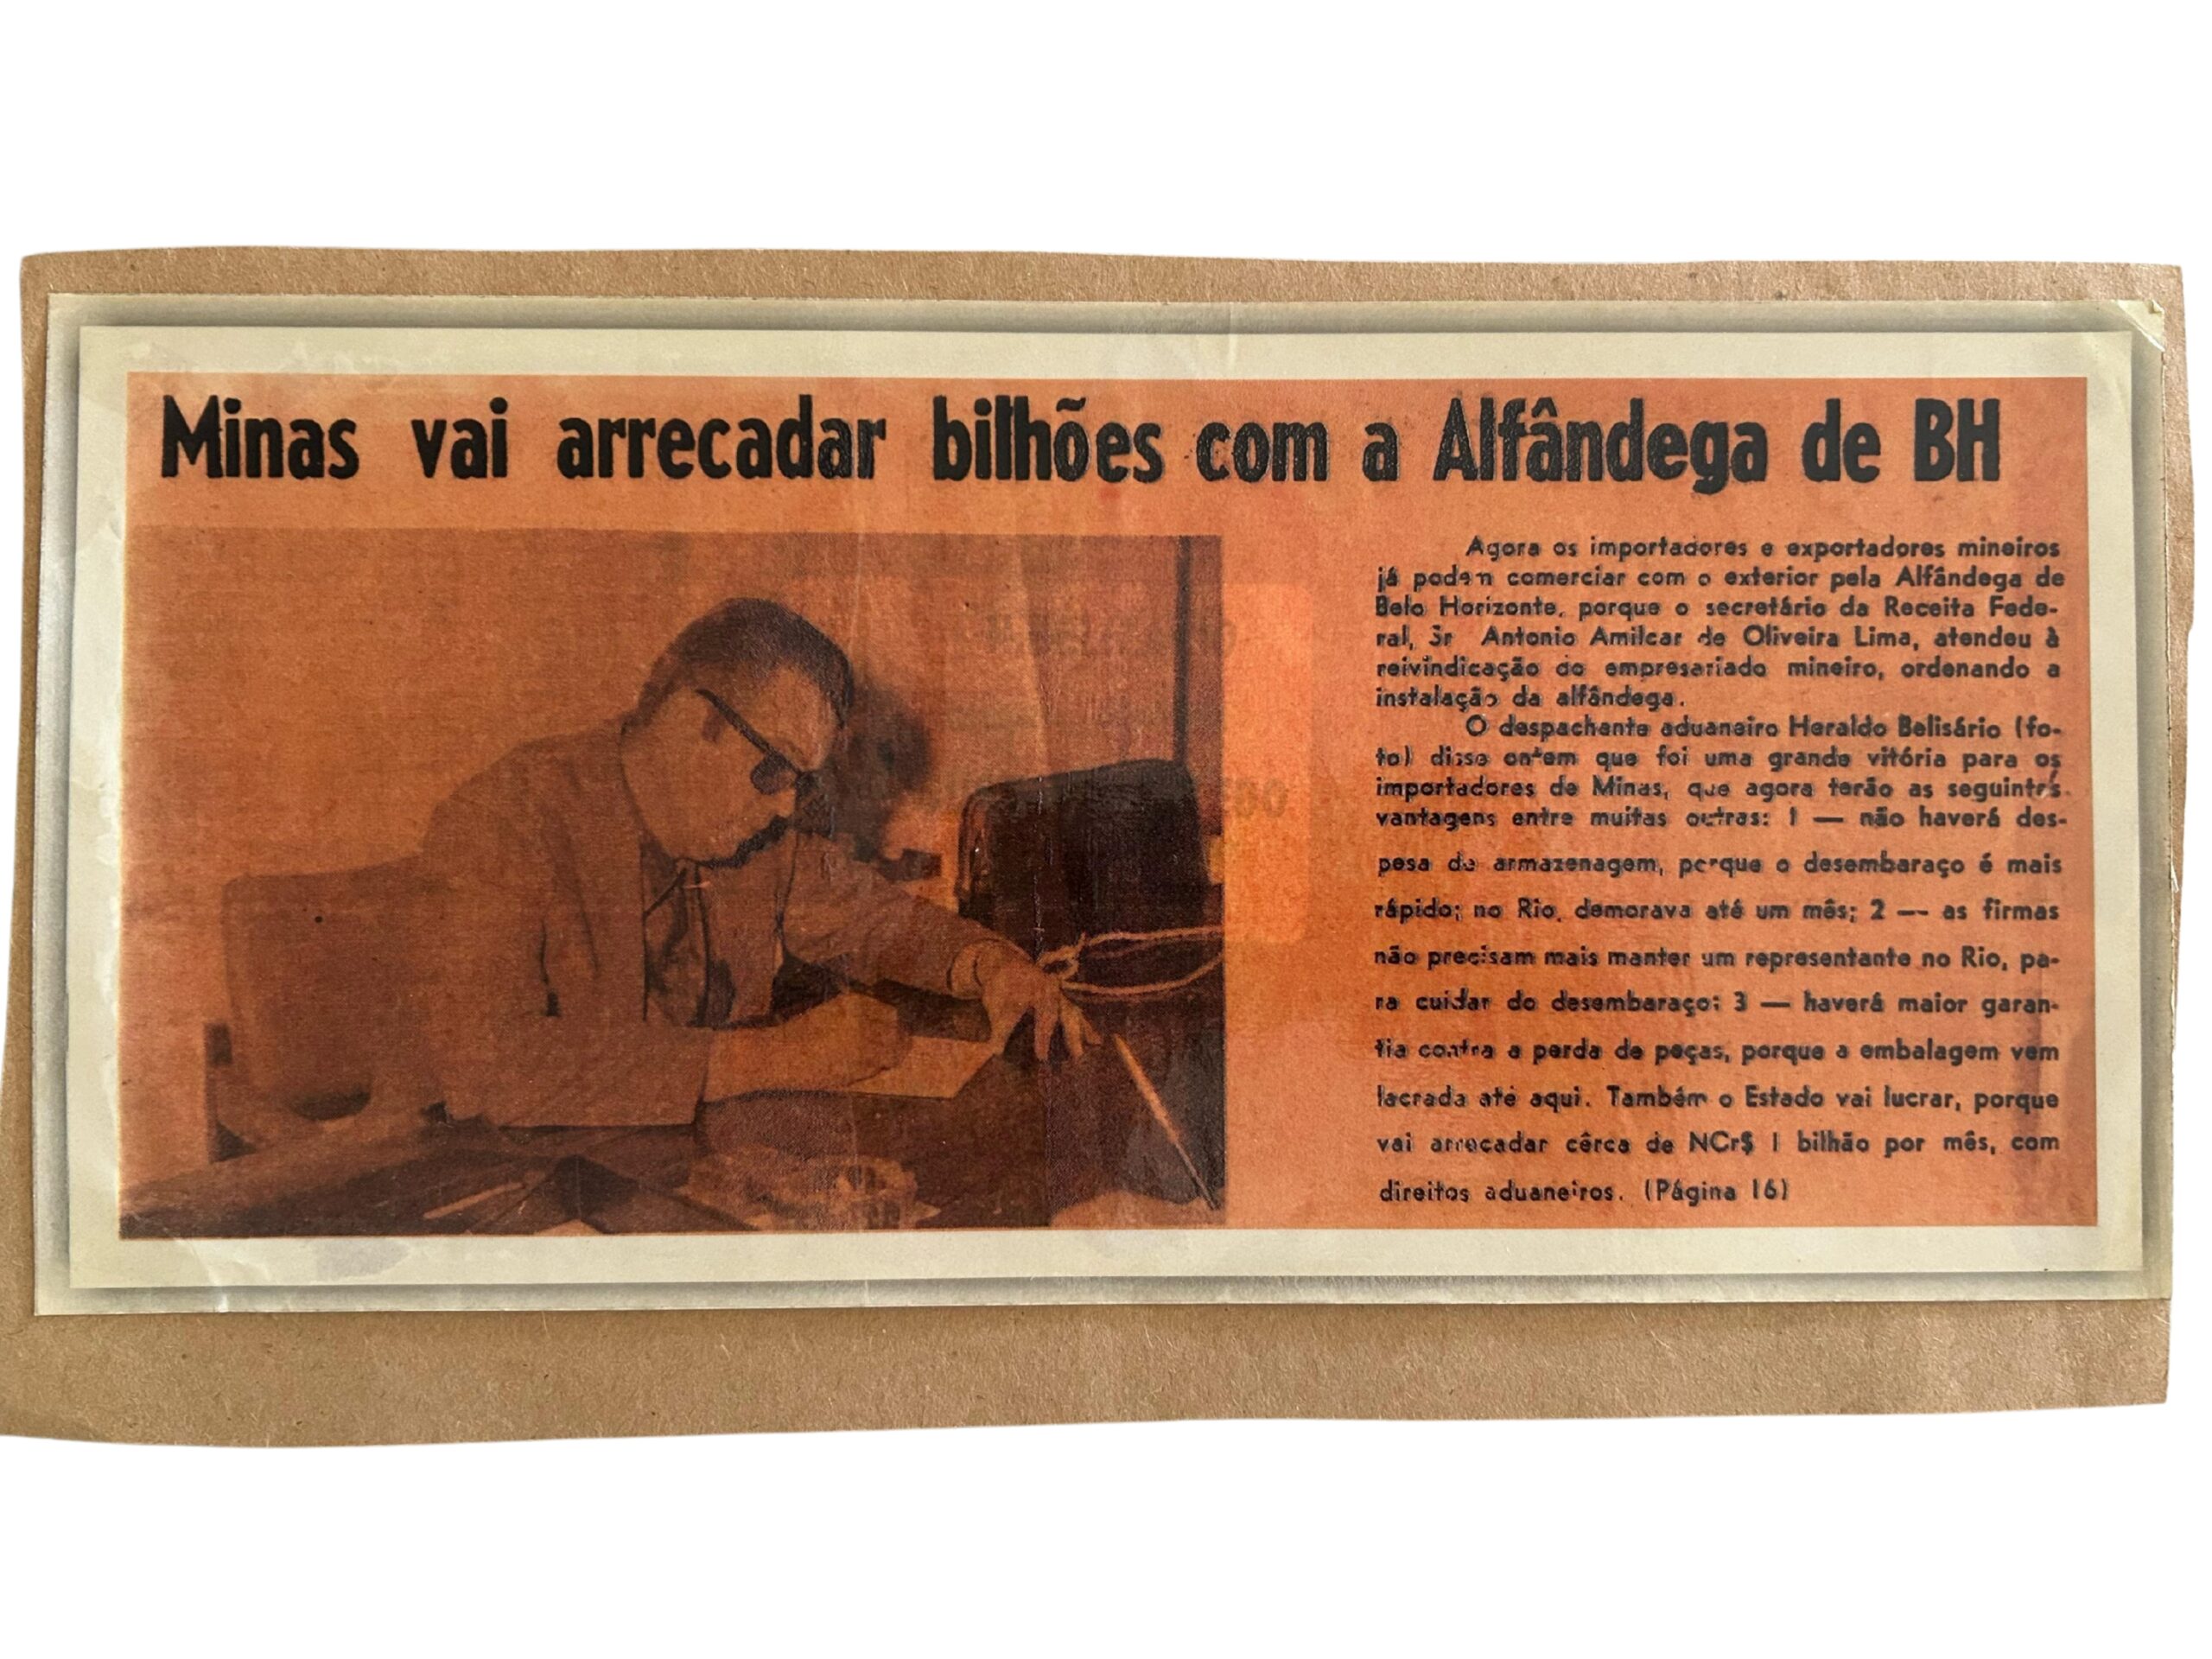 Minas vai arrecadar bilhões com a Alfândega de BH
Agora os importadores e exportadores mineiros
já podem comerciar com o exterior pela Alfândega de
Belo Horizonte, porque o secretário da Receita Fede-
ral, Sr Antonio Amilcar de Oliveira Lima, atendeu à
reivindicação do empresariado mineiro, ordenando a
instalação da alfândega.
O despachante aduaneiro Heraldo Belisário (fo-
to) disse ontem que foi uma grande vitória para os
importadores de Minas, que agora terão as seguintes
vantagens entre muitas outras: 1 — não haverá des-
pesa de armazenagem, porque o desembaraço é mais
rápido; no Rio, demorava até um mês; 2 — as firmas
não precisam mais manter um representante no Rio, pa-
ra cuidar do desembaraço; 3 — haverá maior garan-
tia contra a perda de peças, porque a embalagem vem
lacrada até aqui. Também o Estado vai lucrar, porque
vai arrecadar cêrca de NCr$ 1 bilhão por mês, com
direitos aduaneiros. (Página 16)